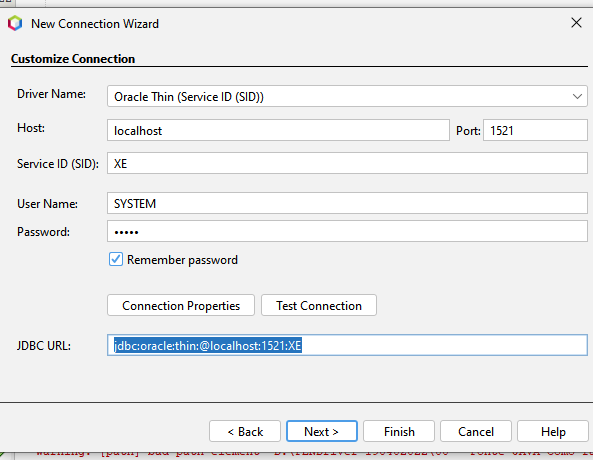 New Connection Wizard
Customize Connection
Driver Name: Oracle Thin (Service ID (SID))
Host: localhost Port: 1521
Service ID (SID): XE
User Name: SYSTEM
Password: •••••
Remember password
Connection Properties Test Connection
JDBC URL: jdbc:oracle:thin:@localhost:1521:XE
< Back Next > Finish Cancel Help